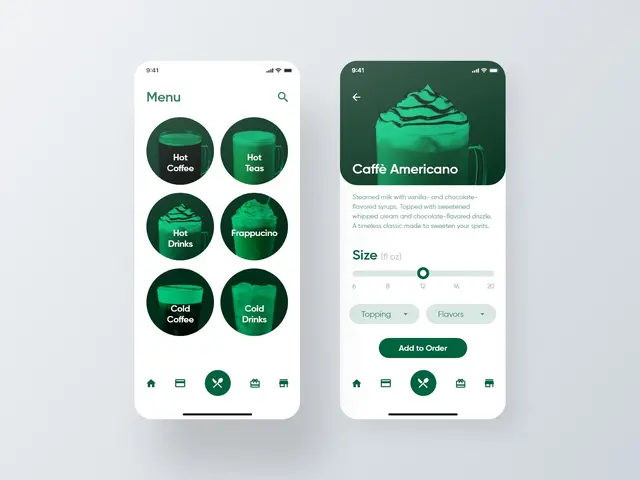 9:41
Menu
Hot
Coffee
Hot
Teas
Hot
Drinks
Frappucino
Cold
Coffee
Cold
Drinks
9:41
Caffè Americano
Steamed milk with vanilla- and chocolate-
flavored syrups. Topped with sweetened
whipped cream and chocolate-flavored drizzle.
A timeless classic made to sweeten your spirits.
Size (fl oz)
6 8 12 16 20
Topping Flavors
Add to Order